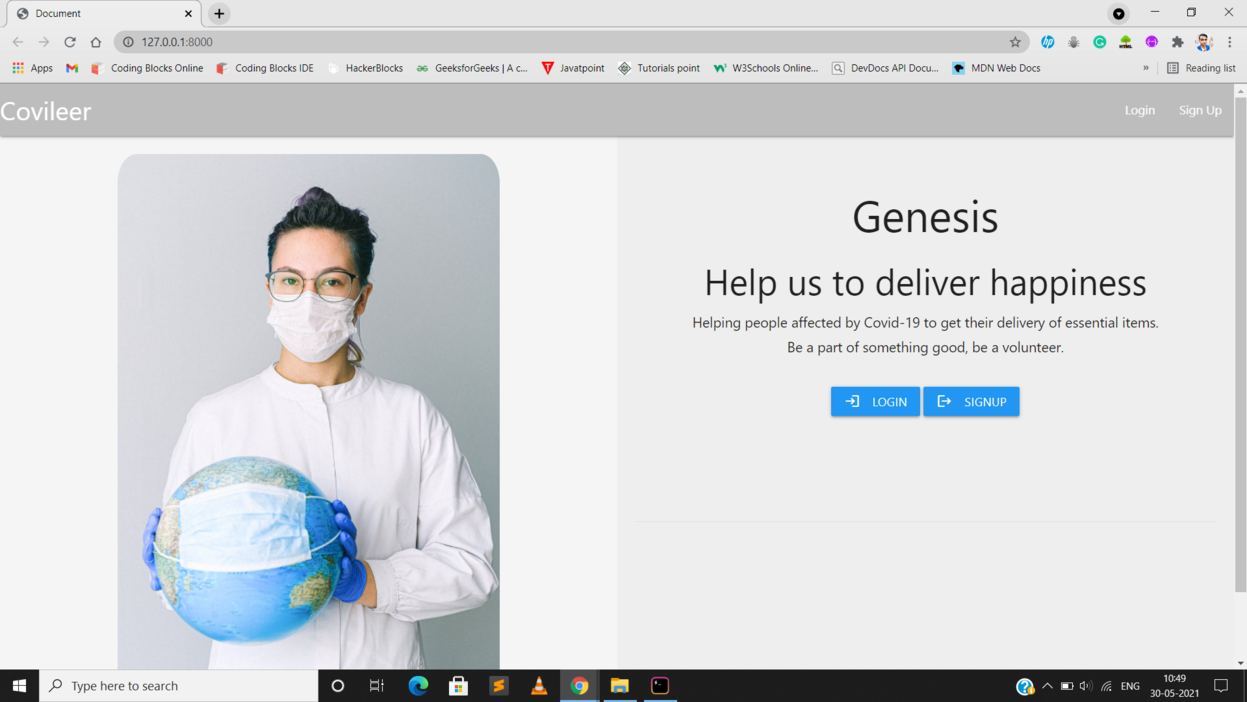 Document
127.0.0.1:8000
Apps
Coding Blocks Online
Coding Blocks IDE
HackerBlocks
GeeksforGeeks | A c...
Javatpoint
Tutorials point
W3Schools Online...
DevDocs API Docu...
MDN Web Docs
»
Reading list
Covileer
Login
Sign Up
Genesis
Help us to deliver happiness
Helping people affected by Covid-19 to get their delivery of essential items.
Be a part of something good, be a volunteer.
LOGIN
SIGNUP
Type here to search
ENG
10:49
30-05-2021